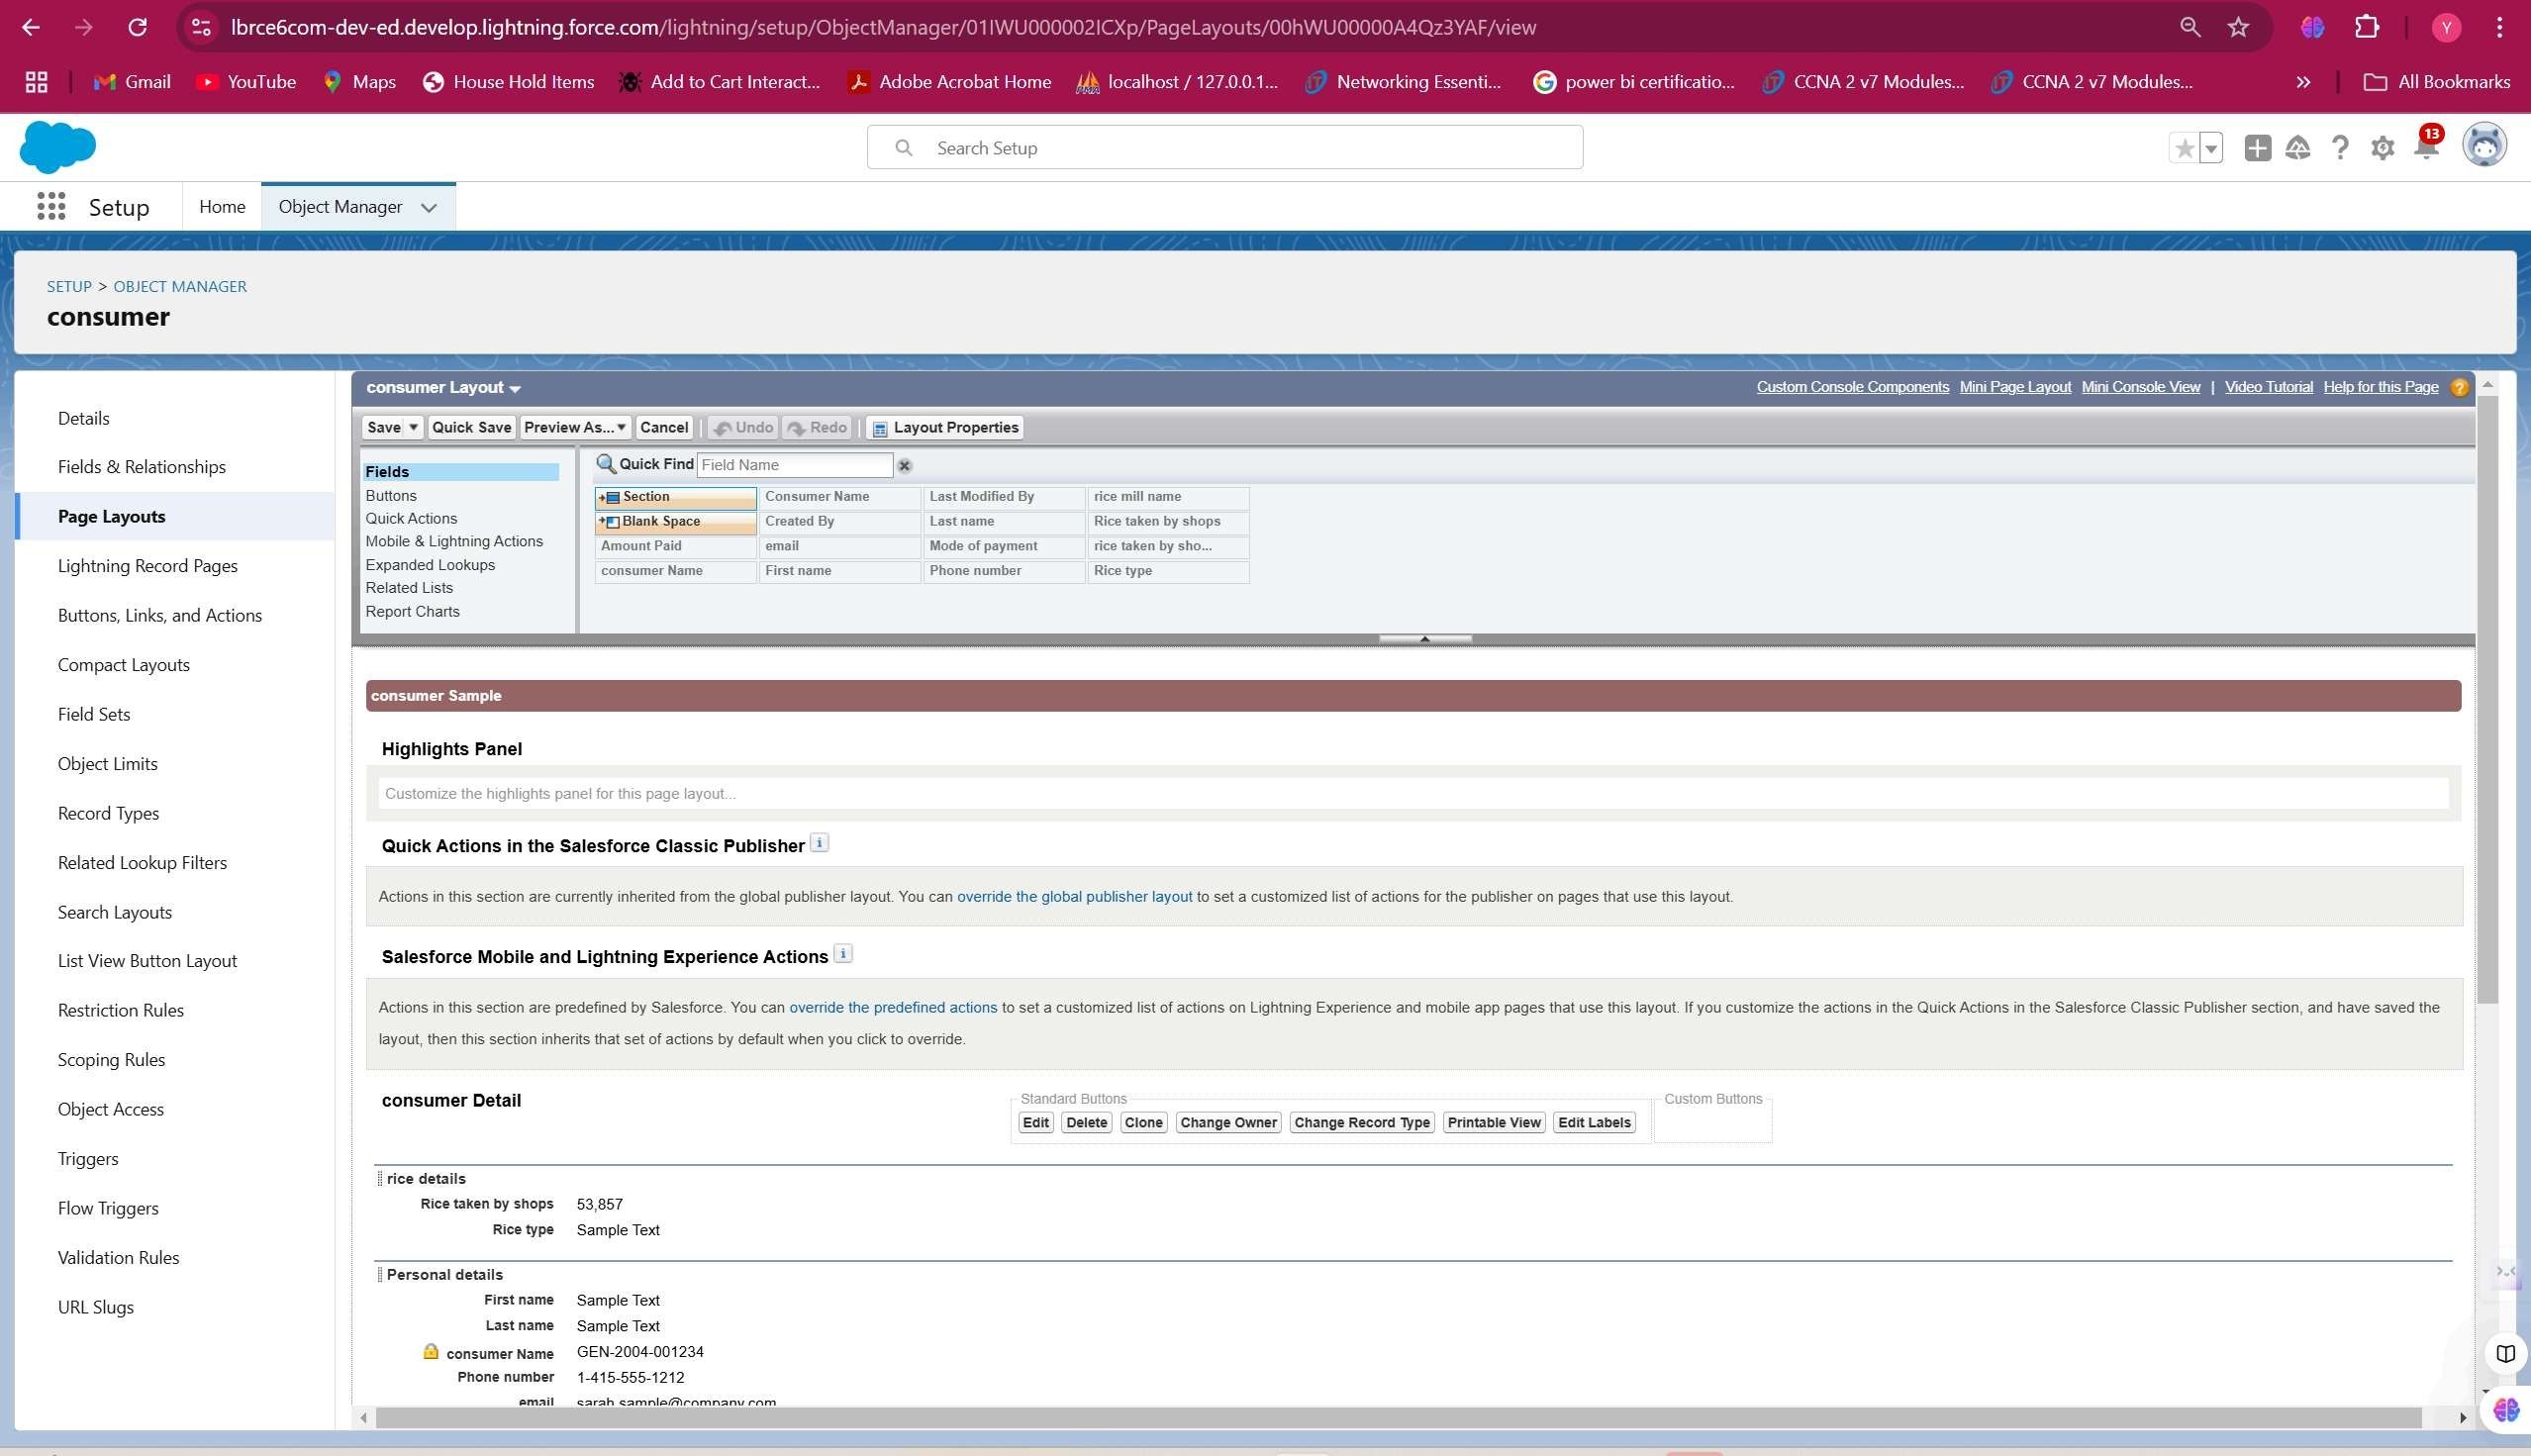 lbrce6com-dev-ed.develop.lightning.force.com/lightning/setup/ObjectManager/01IWU000002ICXp/PageLayouts/00hWU00000A4Qz3YAF/view
Y
Gmail YouTube Maps House Hold Items Add to Cart Interact... Adobe Acrobat Home localhost / 127.0.0.1... Networking Essenti... power bi certificatio... CCNA 2 v7 Modules... CCNA 2 v7 Modules... » All Bookmarks
Search Setup
13
Setup Home Object Manager
SETUP > OBJECT MANAGER
consumer
Details
Fields & Relationships
Page Layouts
Lightning Record Pages
Buttons, Links, and Actions
Compact Layouts
Field Sets
Object Limits
Record Types
Related Lookup Filters
Search Layouts
List View Button Layout
Restriction Rules
Scoping Rules
Object Access
Triggers
Flow Triggers
Validation Rules
URL Slugs
consumer Layout
Custom Console Components Mini Page Layout Mini Console View | Video Tutorial Help for this Page
Save Quick Save Preview As... Cancel Undo Redo Layout Properties
Fields
Buttons
Quick Actions
Mobile & Lightning Actions
Expanded Lookups
Related Lists
Report Charts
Quick Find Field Name
Section Consumer Name Last Modified By rice mill name
Blank Space Created By Last name Rice taken by shops
Amount Paid email Mode of payment rice taken by sho...
consumer Name First name Phone number Rice type
consumer Sample
Highlights Panel
Customize the highlights panel for this page layout...
Quick Actions in the Salesforce Classic Publisher
Actions in this section are currently inherited from the global publisher layout. You can override the global publisher layout to set a customized list of actions for the publisher on pages that use this layout.
Salesforce Mobile and Lightning Experience Actions
Actions in this section are predefined by Salesforce. You can override the predefined actions to set a customized list of actions on Lightning Experience and mobile app pages that use this layout. If you customize the actions in the Quick Actions in the Salesforce Classic Publisher section, and have saved the
layout, then this section inherits that set of actions by default when you click to override.
consumer Detail
Standard Buttons
Edit Delete Clone Change Owner Change Record Type Printable View Edit Labels
Custom Buttons
rice details
Rice taken by shops 53,857
Rice type Sample Text
Personal details
First name Sample Text
Last name Sample Text
consumer Name GEN-2004-001234
Phone number 1-415-555-1212
email sarah.sample@company.com